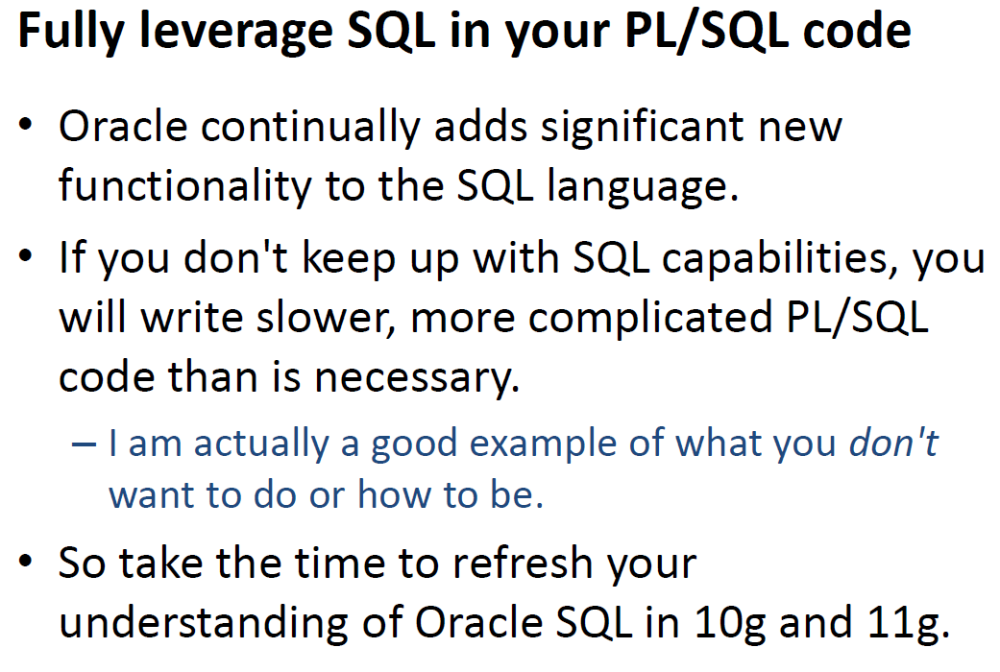 Fully leverage SQL in your PL/SQL code
• Oracle continually adds significant new
functionality to the SQL language.
• If you don't keep up with SQL capabilities, you
will write slower, more complicated PL/SQL
code than is necessary.
– I am actually a good example of what you don't
want to do or how to be.
• So take the time to refresh your
understanding of Oracle SQL in 10g and 11g.